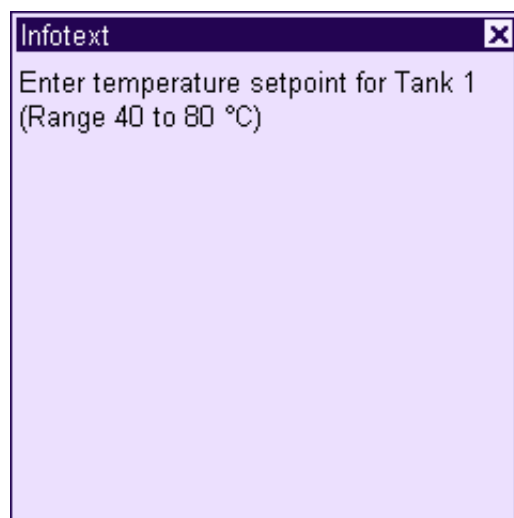 Infotext
Enter temperature setpoint for Tank 1
(Range 40 to 80 °C)